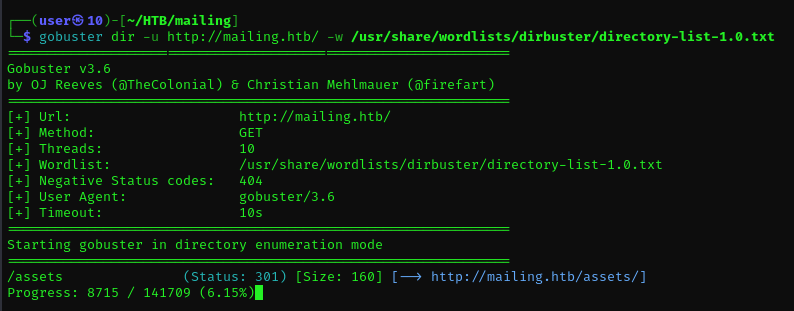 ┌──(user㉿10)-[~/HTB/mailing]
└─$ gobuster dir -u http://mailing.htb/ -w /usr/share/wordlists/dirbuster/directory-list-1.0.txt
===============================================================
Gobuster v3.6
by OJ Reeves (@TheColonial) & Christian Mehlmauer (@firefart)
===============================================================
[+] Url:                     http://mailing.htb/
[+] Method:                  GET
[+] Threads:                 10
[+] Wordlist:                /usr/share/wordlists/dirbuster/directory-list-1.0.txt
[+] Negative Status codes:   404
[+] User Agent:              gobuster/3.6
[+] Timeout:                 10s
===============================================================
Starting gobuster in directory enumeration mode
===============================================================
/assets               (Status: 301) [Size: 160] [--> http://mailing.htb/assets/]
Progress: 8715 / 141709 (6.15%)